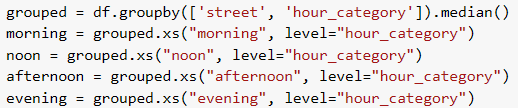 grouped = df.groupby(['street', 'hour_category']).median()
morning = grouped.xs("morning", level="hour_category")
noon = grouped.xs("noon", level="hour_category")
afternoon = grouped.xs("afternoon", level="hour_category")
evening = grouped.xs("evening", level="hour_category")